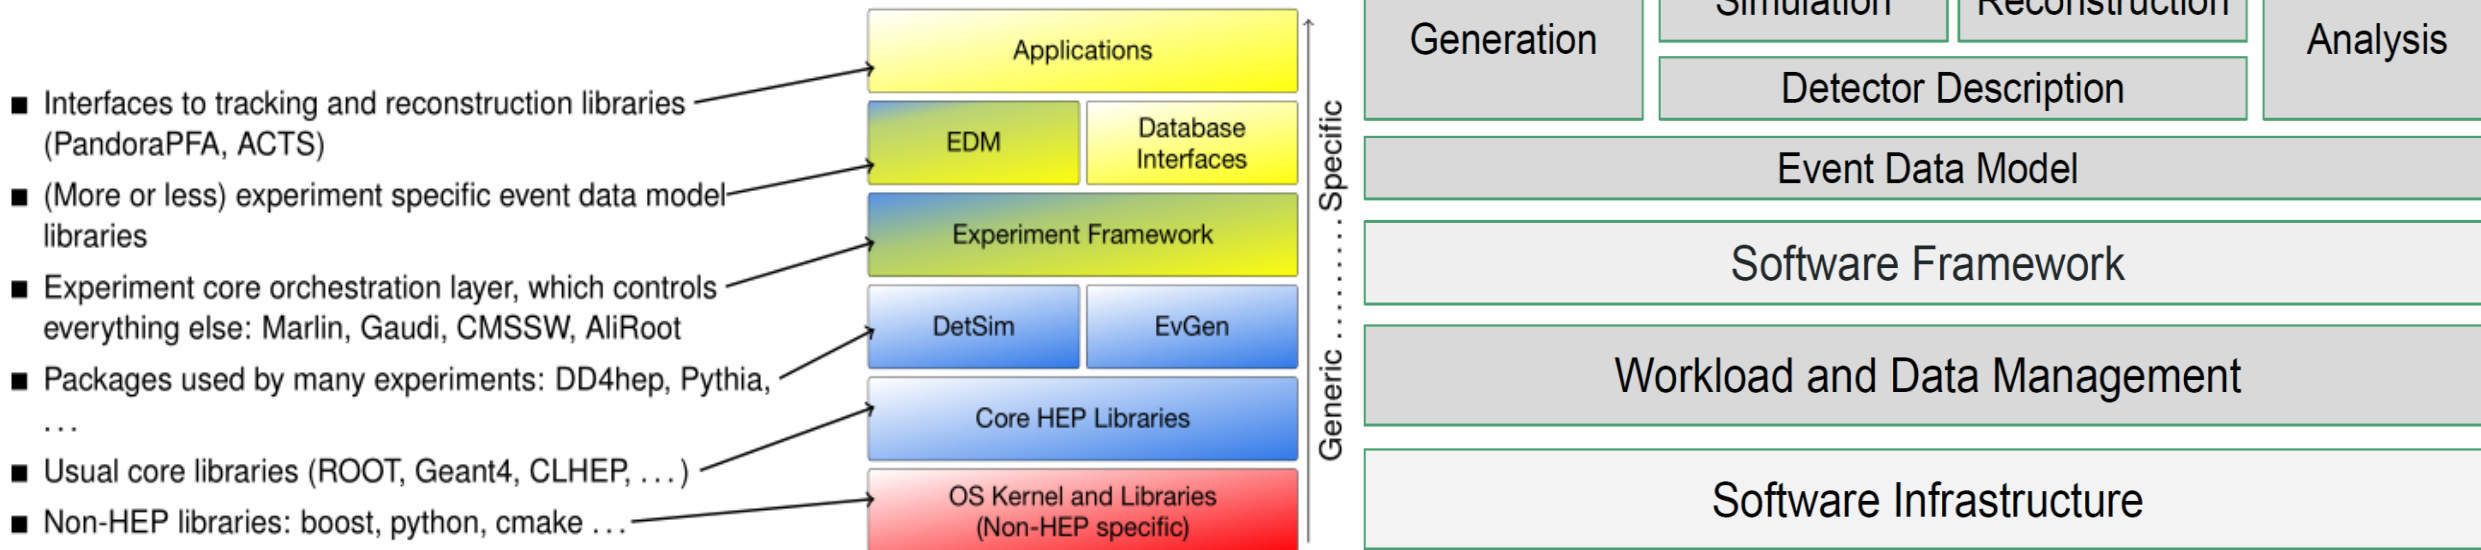 ■ Interfaces to tracking and reconstruction libraries
(PandoraPFA, ACTS)
■ (More or less) experiment specific event data model
libraries
■ Experiment core orchestration layer, which controls
everything else: Marlin, Gaudi, CMSSW, AliRoot
■ Packages used by many experiments: DD4hep, Pythia,
...
■ Usual core libraries (ROOT, Geant4, CLHEP, ...)
■ Non-HEP libraries: boost, python, cmake ...
Applications
EDM
Database
Interfaces
Experiment Framework
DetSim
EvGen
Core HEP Libraries
OS Kernel and Libraries
(Non-HEP specific)
Generic ......... Specific
Generation
Simulation
Reconstruction
Analysis
Detector Description
Event Data Model
Software Framework
Workload and Data Management
Software Infrastructure